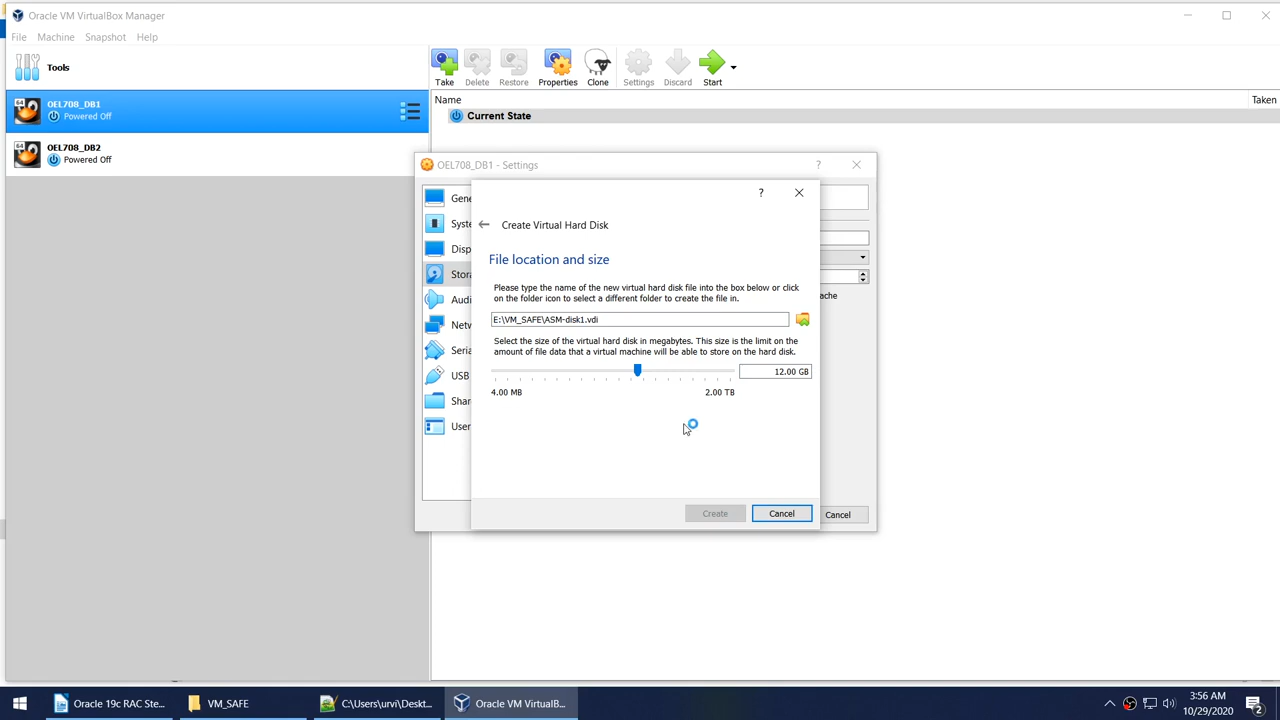 Oracle VM VirtualBox Manager
File Machine Snapshot Help
Tools
Take Delete Restore Properties Clone Settings Discard Start
64 OEL708_DB1
Powered Off
64 OEL708_DB2
Powered Off
Name Taken
Current State
OEL708_DB1 - Settings ?
Gene
Syste
Disp
Stora
Audi
Netw
Seria
USB
Shar
User
ache
Cancel
?
Create Virtual Hard Disk
File location and size
Please type the name of the new virtual hard disk file into the box below or click
on the folder icon to select a different folder to create the file in.
E:\VM_SAFE\ASM-disk1.vdi
Select the size of the virtual hard disk in megabytes. This size is the limit on the
amount of file data that a virtual machine will be able to store on the hard disk.
12.00 GB
4.00 MB 2.00 TB
Create Cancel
Oracle 19c RAC Ste... VM_SAFE C:\Users\urvi\Deskt... Oracle VM VirtualB...
3:56 AM
10/29/2020
2